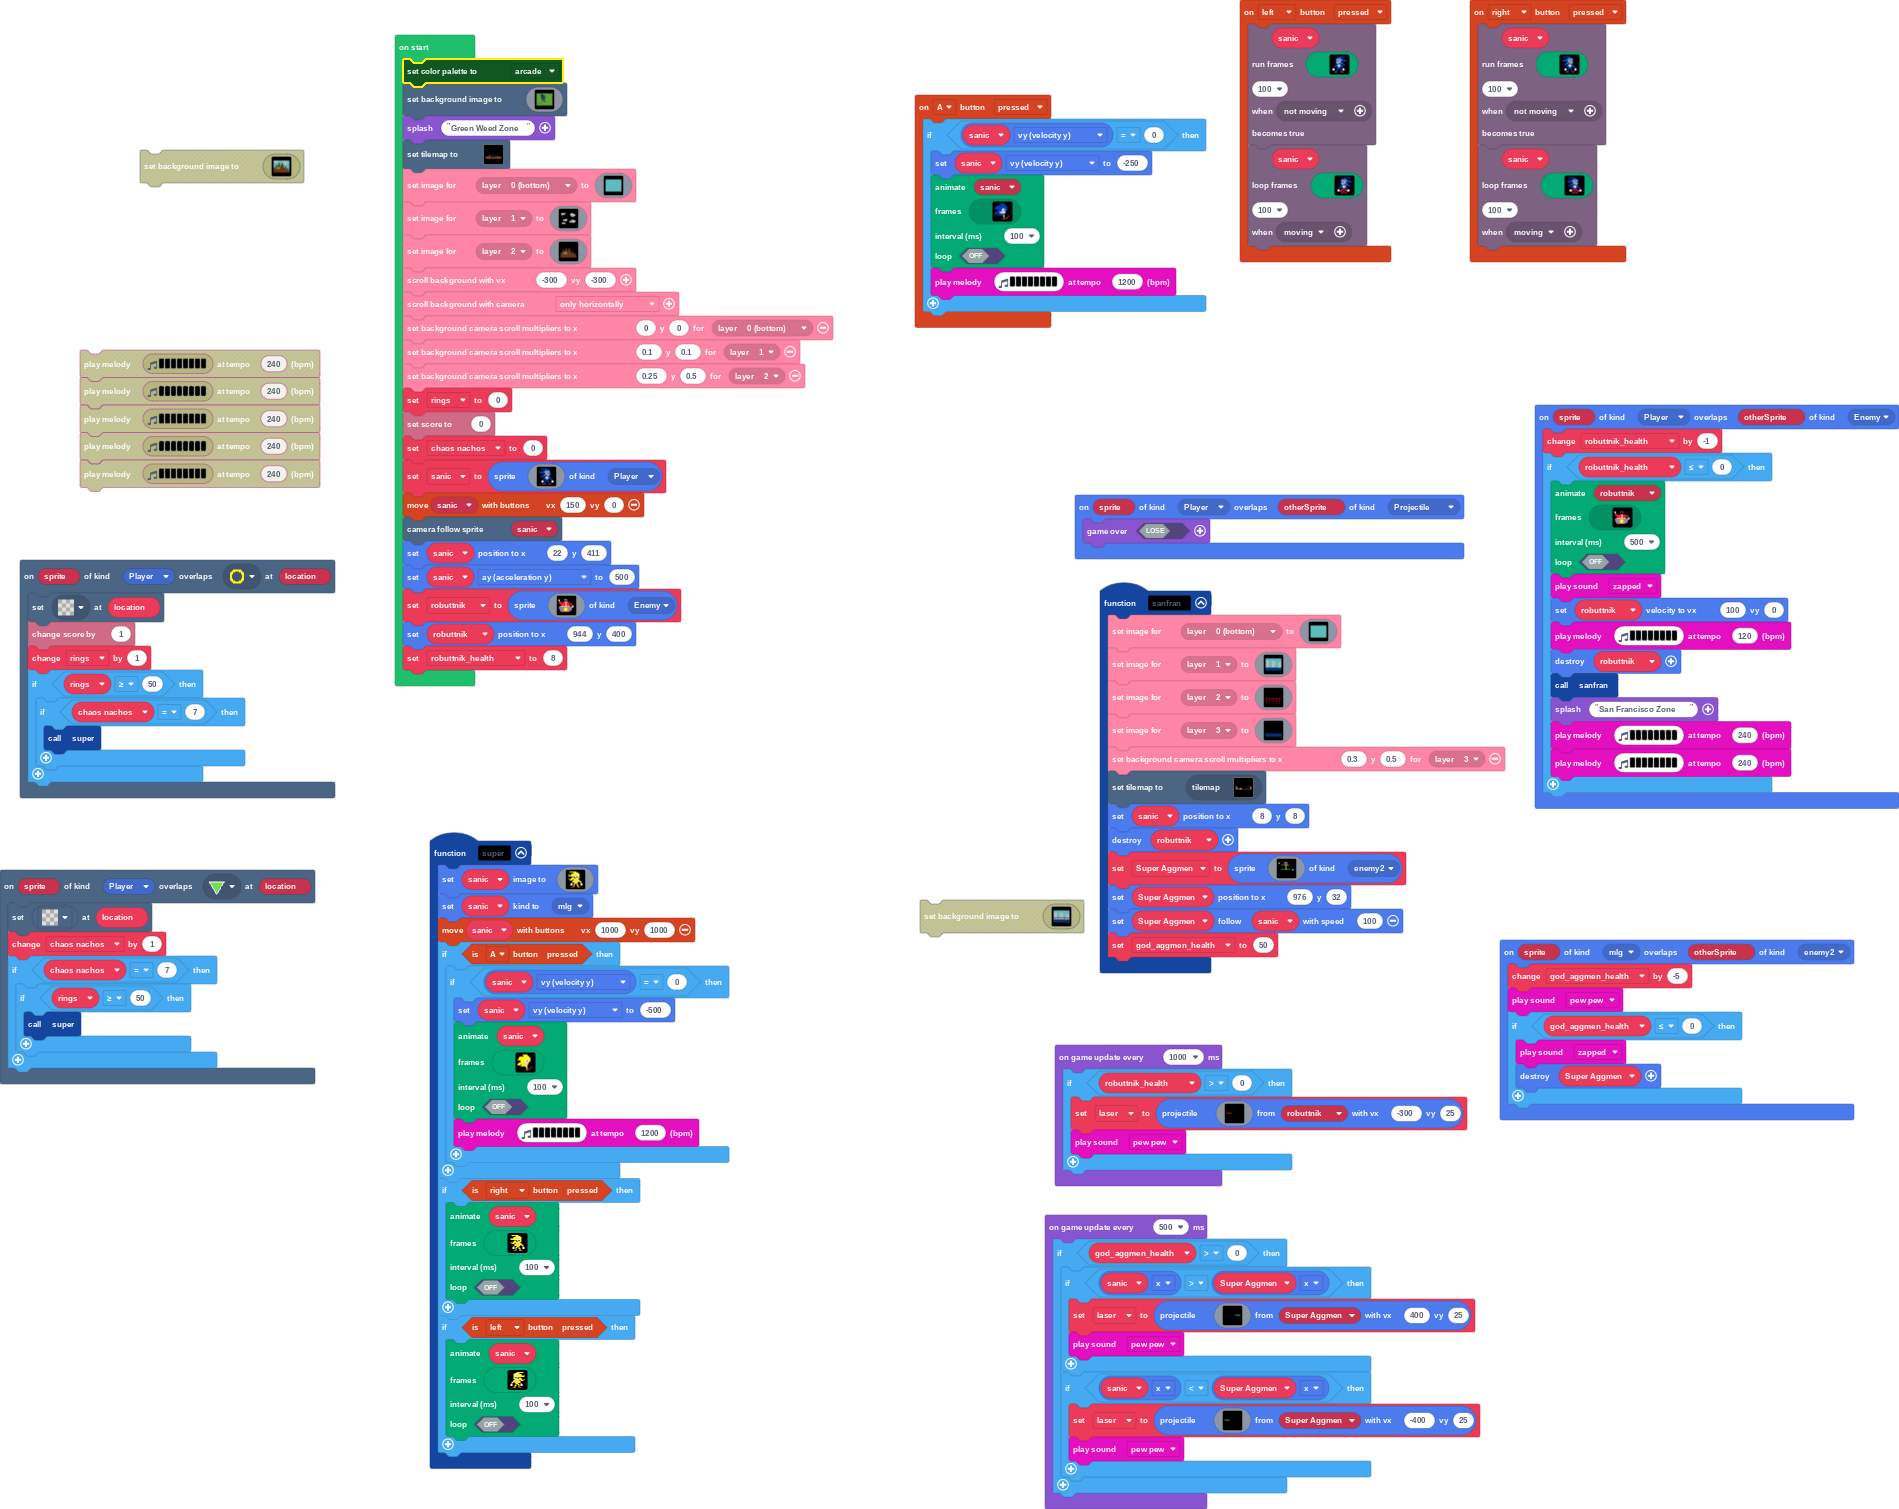 set background image to
play melody at tempo 240 (bpm)
play melody at tempo 240 (bpm)
play melody at tempo 240 (bpm)
play melody at tempo 240 (bpm)
play melody at tempo 240 (bpm)
on sprite of kind Player overlaps at location
set at location
change score by 1
change rings by 1
if rings ≥ 50 then
if chaos nachos = 7 then
call super
on sprite of kind Player overlaps at location
set at location
change chaos nachos by 1
if chaos nachos = 7 then
if rings ≥ 50 then
call super
on start
set color palette to arcade
set background image to
splash "Green Weed Zone "
set tilemap to
set image for layer 0 (bottom) to
set image for layer 1 to
set image for layer 2 to
scroll background with vx -300 vy -300
scroll background with camera only horizontally
set background camera scroll multipliers to x 0 y 0 for layer 0 (bottom)
set background camera scroll multipliers to x 0.1 y 0.1 for layer 1
set background camera scroll multipliers to x 0.25 y 0.5 for layer 2
set rings to 0
set score to 0
set chaos nachos to 0
set sanic to sprite of kind Player
move sanic with buttons vx 150 vy 0
camera follow sprite sanic
set sanic position to x 22 y 411
set sanic ay (acceleration y) to 500
set robuttnik to sprite of kind Enemy
set robuttnik position to x 944 y 400
set robuttnik_health to 8
function super
set sanic image to
set sanic kind to mlg
move sanic with buttons vx 1000 vy 1000
if is A button pressed then
if sanic vy (velocity y) = 0 then
set sanic vy (velocity y) to -500
animate sanic
frames
interval (ms) 100
loop OFF
play melody at tempo 1200 (bpm)
if is right button pressed then
animate sanic
frames
interval (ms) 100
loop OFF
if is left button pressed then
animate sanic
frames
interval (ms) 100
loop OFF
on A button pressed
if sanic vy (velocity y) = 0 then
set sanic vy (velocity y) to -250
animate sanic
frames
interval (ms) 100
loop OFF
play melody at tempo 1200 (bpm)
on left button pressed
sanic
run frames
100
when not moving
becomes true
sanic
loop frames
100
when moving
on right button pressed
sanic
run frames
100
when not moving
becomes true
sanic
loop frames
100
when moving
on sprite of kind Player overlaps otherSprite of kind Projectile
game over LOSE
function sanfran
set image for layer 0 (bottom) to
set image for layer 1 to
set image for layer 2 to
set image for layer 3 to
set background camera scroll multipliers to x 0.3 y 0.5 for layer 3
set tilemap to tilemap
set sanic position to x 8 y 8
destroy robuttnik
set Super Aggmen to sprite of kind enemy2
set Super Aggmen position to x 976 y 32
set Super Aggmen follow sanic with speed 100
set god_aggmen_health to 50
set background image to
on sprite of kind Player overlaps otherSprite of kind Enemy
change robuttnik_health by -1
if robuttnik_health ≤ 0 then
animate robuttnik
frames
interval (ms) 500
loop OFF
play sound zapped
set robuttnik velocity to vx 100 vy 0
play melody at tempo 120 (bpm)
destroy robuttnik
call sanfran
splash "San Francisco Zone "
play melody at tempo 240 (bpm)
play melody at tempo 240 (bpm)
on sprite of kind mlg overlaps otherSprite of kind enemy2
change god_aggmen_health by -5
play sound pew pew
if god_aggmen_health ≤ 0 then
play sound zapped
destroy Super Aggmen
on game update every 1000 ms
if robuttnik_health > 0 then
set laser to projectile from robuttnik with vx -300 vy 25
play sound pew pew
on game update every 500 ms
if god_aggmen_health > 0 then
if sanic x > Super Aggmen x then
set laser to projectile from Super Aggmen with vx 400 vy 25
play sound pew pew
if sanic x < Super Aggmen x then
set laser to projectile from Super Aggmen with vx -400 vy 25
play sound pew pew